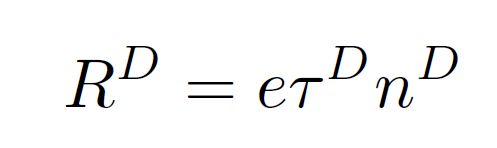 R^D = eτ^D n^D